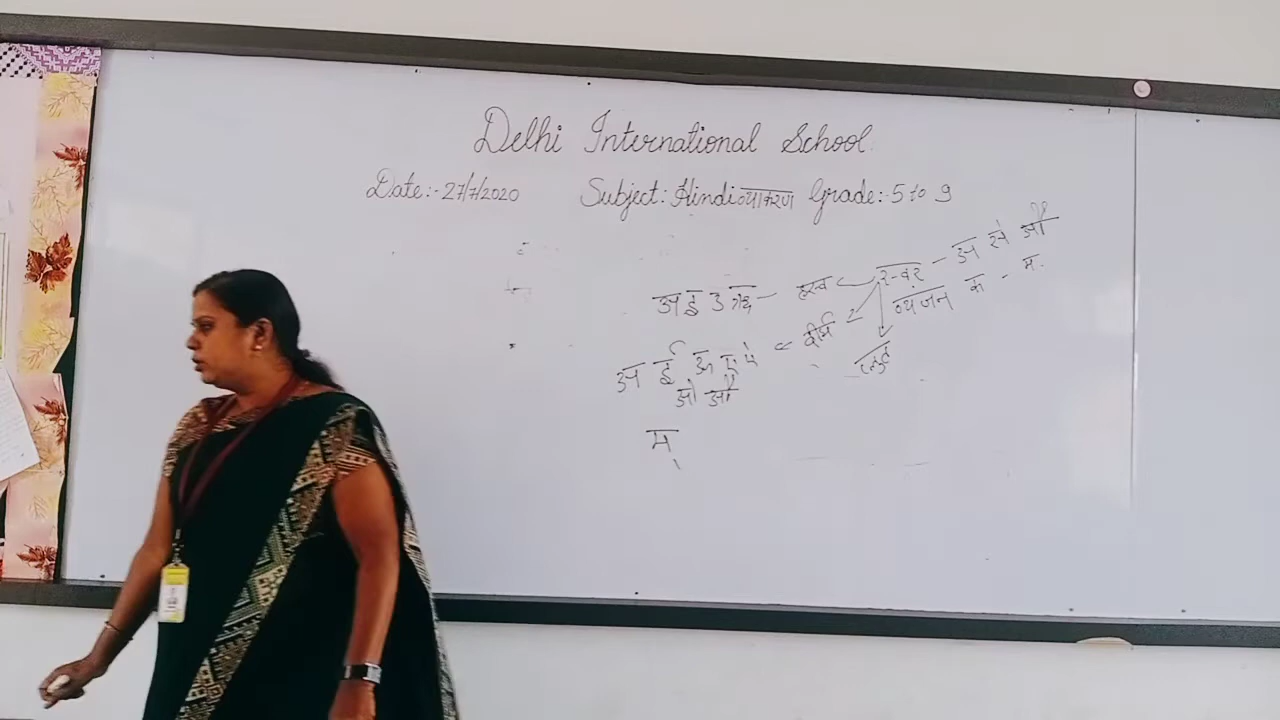 Delhi International School
Date:- 27/7/2020 Subject: Hindi व्याकरण Grade:- 5 to 9
अ इ उ ऋ - ह्रस्व स्वर - अ से औ
व्यंजन क - म
अ ई ऊ ए ऐ दीर्घ
ओ औ
म्